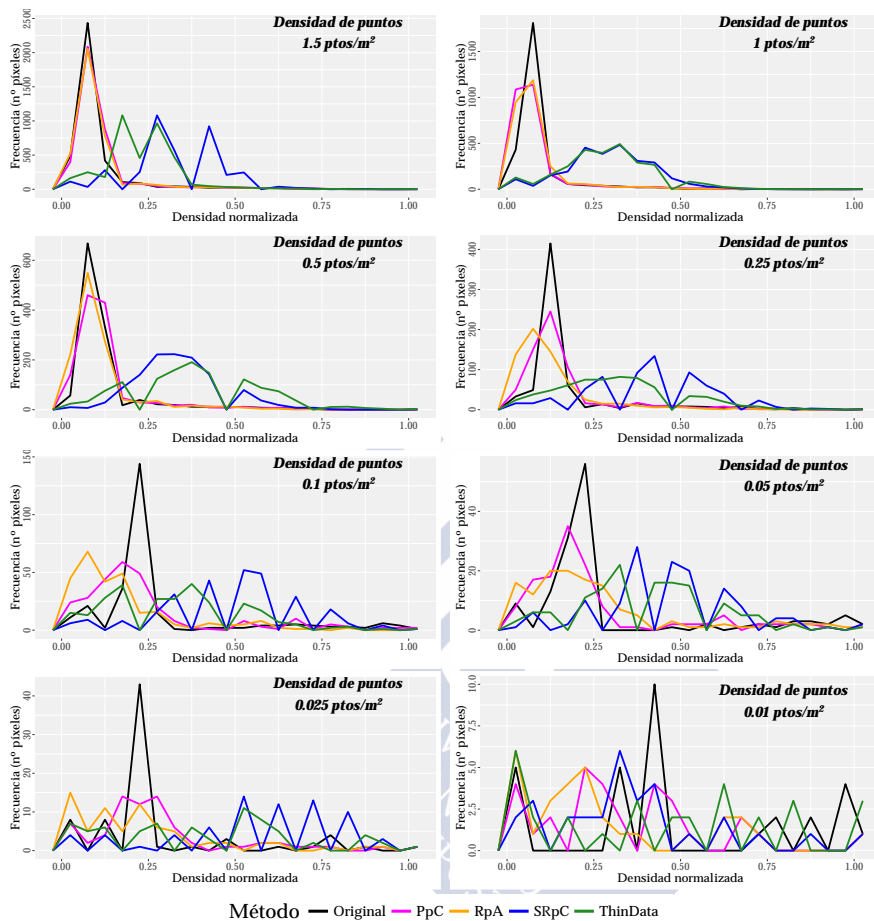 Densidad de puntos
1.5 ptos/m²
Frecuencia (nº píxeles)
2500
2000
1500
1000
500
0
0.00 0.25 0.50 0.75 1.00
Densidad normalizada
Densidad de puntos
1 ptos/m²
Frecuencia (nº píxeles)
1500
1000
500
0
0.00 0.25 0.50 0.75 1.00
Densidad normalizada
Densidad de puntos
0.5 ptos/m²
Frecuencia (nº píxeles)
600
400
200
0
0.00 0.25 0.50 0.75 1.00
Densidad normalizada
Densidad de puntos
0.25 ptos/m²
Frecuencia (nº píxeles)
400
300
200
100
0
0.00 0.25 0.50 0.75 1.00
Densidad normalizada
Densidad de puntos
0.1 ptos/m²
Frecuencia (nº píxeles)
150
100
50
0
0.00 0.25 0.50 0.75 1.00
Densidad normalizada
Densidad de puntos
0.05 ptos/m²
Frecuencia (nº píxeles)
40
20
0
0.00 0.25 0.50 0.75 1.00
Densidad normalizada
Densidad de puntos
0.025 ptos/m²
Frecuencia (nº píxeles)
40
30
20
10
0
0.00 0.25 0.50 0.75 1.00
Densidad normalizada
Densidad de puntos
0.01 ptos/m²
Frecuencia (nº píxeles)
10.0
7.5
5.0
2.5
0.0
0.00 0.25 0.50 0.75 1.00
Densidad normalizada
Método Original PpC RpA SRpC ThinData